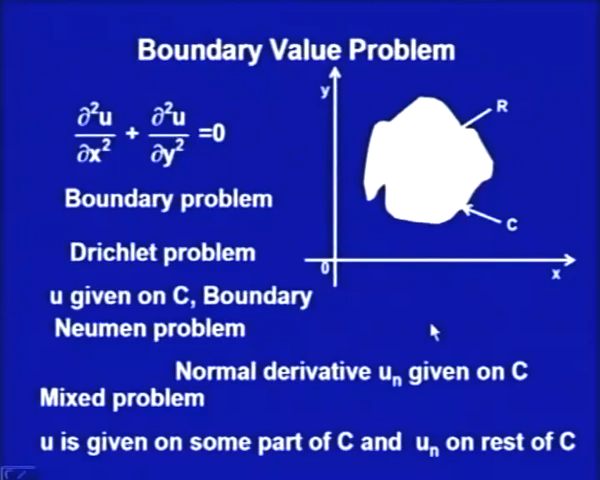 Boundary Value Problem
∂²u/∂x² + ∂²u/∂y² =0
y
R
C
0
x
Boundary problem
Drichlet problem
u given on C, Boundary
Neumen problem
Normal derivative uₙ given on C
Mixed problem
u is given on some part of C and uₙ on rest of C